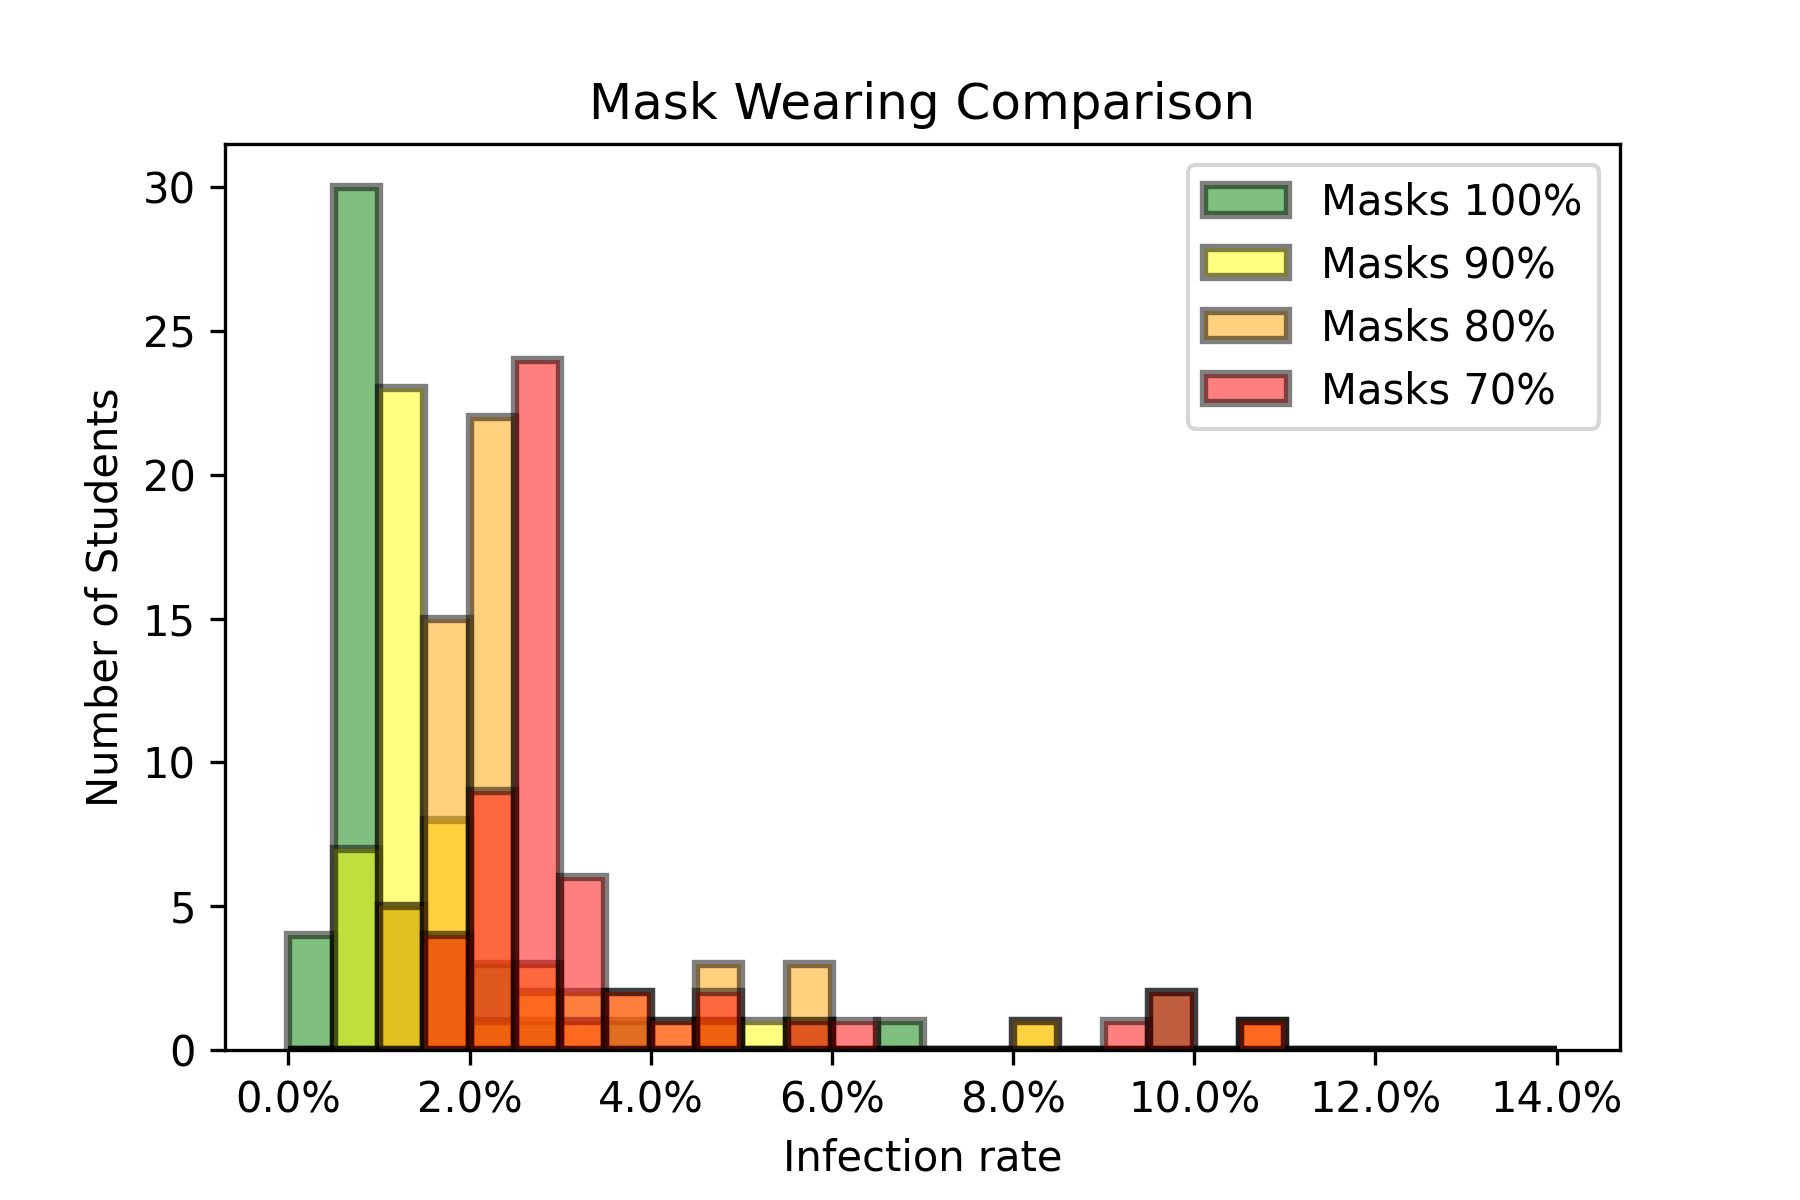 Mask Wearing Comparison
Masks 100%
Masks 90%
Masks 80%
Masks 70%
30
25
20
15
10
5
0
Number of Students
0.0% 2.0% 4.0% 6.0% 8.0% 10.0% 12.0% 14.0%
Infection rate